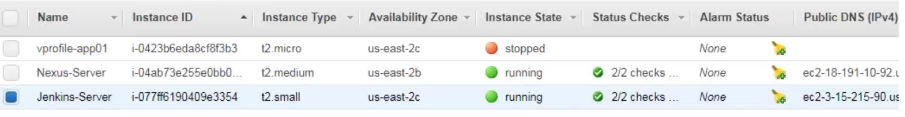 Name Instance ID Instance Type Availability Zone Instance State Status Checks Alarm Status Public DNS (IPv4)
vprofile-app01 i-0423b6eda8cf8f3b3 t2.micro us-east-2c stopped None
Nexus-Server i-04ab73e255e0bb0... t2.medium us-east-2b running 2/2 checks ... None ec2-18-191-10-92.u
Jenkins-Server i-077ff6190409e3354 t2.small us-east-2c running 2/2 checks ... None ec2-3-15-215-90.us